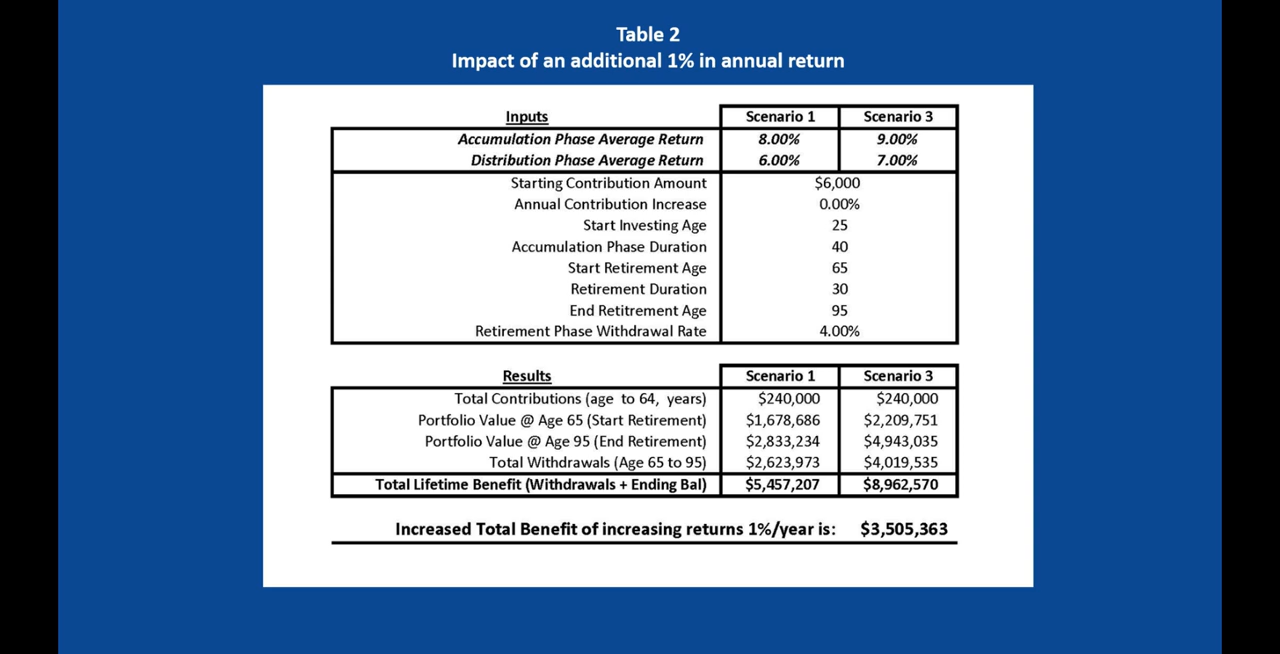 Table 2
Impact of an additional 1% in annual return
Inputs Scenario 1 Scenario 3
Accumulation Phase Average Return 8.00% 9.00%
Distribution Phase Average Return 6.00% 7.00%
Starting Contribution Amount $6,000
Annual Contribution Increase 0.00%
Start Investing Age 25
Accumulation Phase Duration 40
Start Retirement Age 65
Retirement Duration 30
End Retitrement Age 95
Retirement Phase Withdrawal Rate 4.00%
Results Scenario 1 Scenario 3
Total Contributions (age to 64, years) $240,000 $240,000
Portfolio Value @ Age 65 (Start Retirement) $1,678,686 $2,209,751
Portfolio Value @ Age 95 (End Retirement) $2,833,234 $4,943,035
Total Withdrawals (Age 65 to 95) $2,623,973 $4,019,535
Total Lifetime Benefit (Withdrawals + Ending Bal) $5,457,207 $8,962,570
Increased Total Benefit of increasing returns 1%/year is: $3,505,363